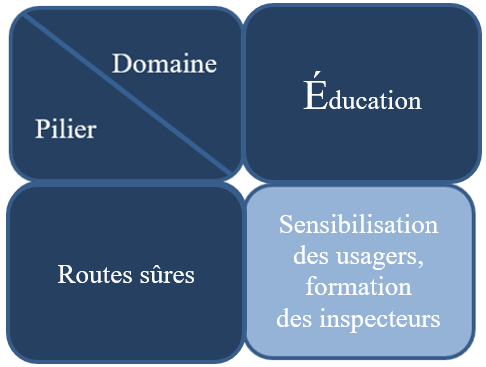 Domaine
Pilier
Éducation
Routes sûres
Sensibilisation
des usagers,
formation
des inspecteurs